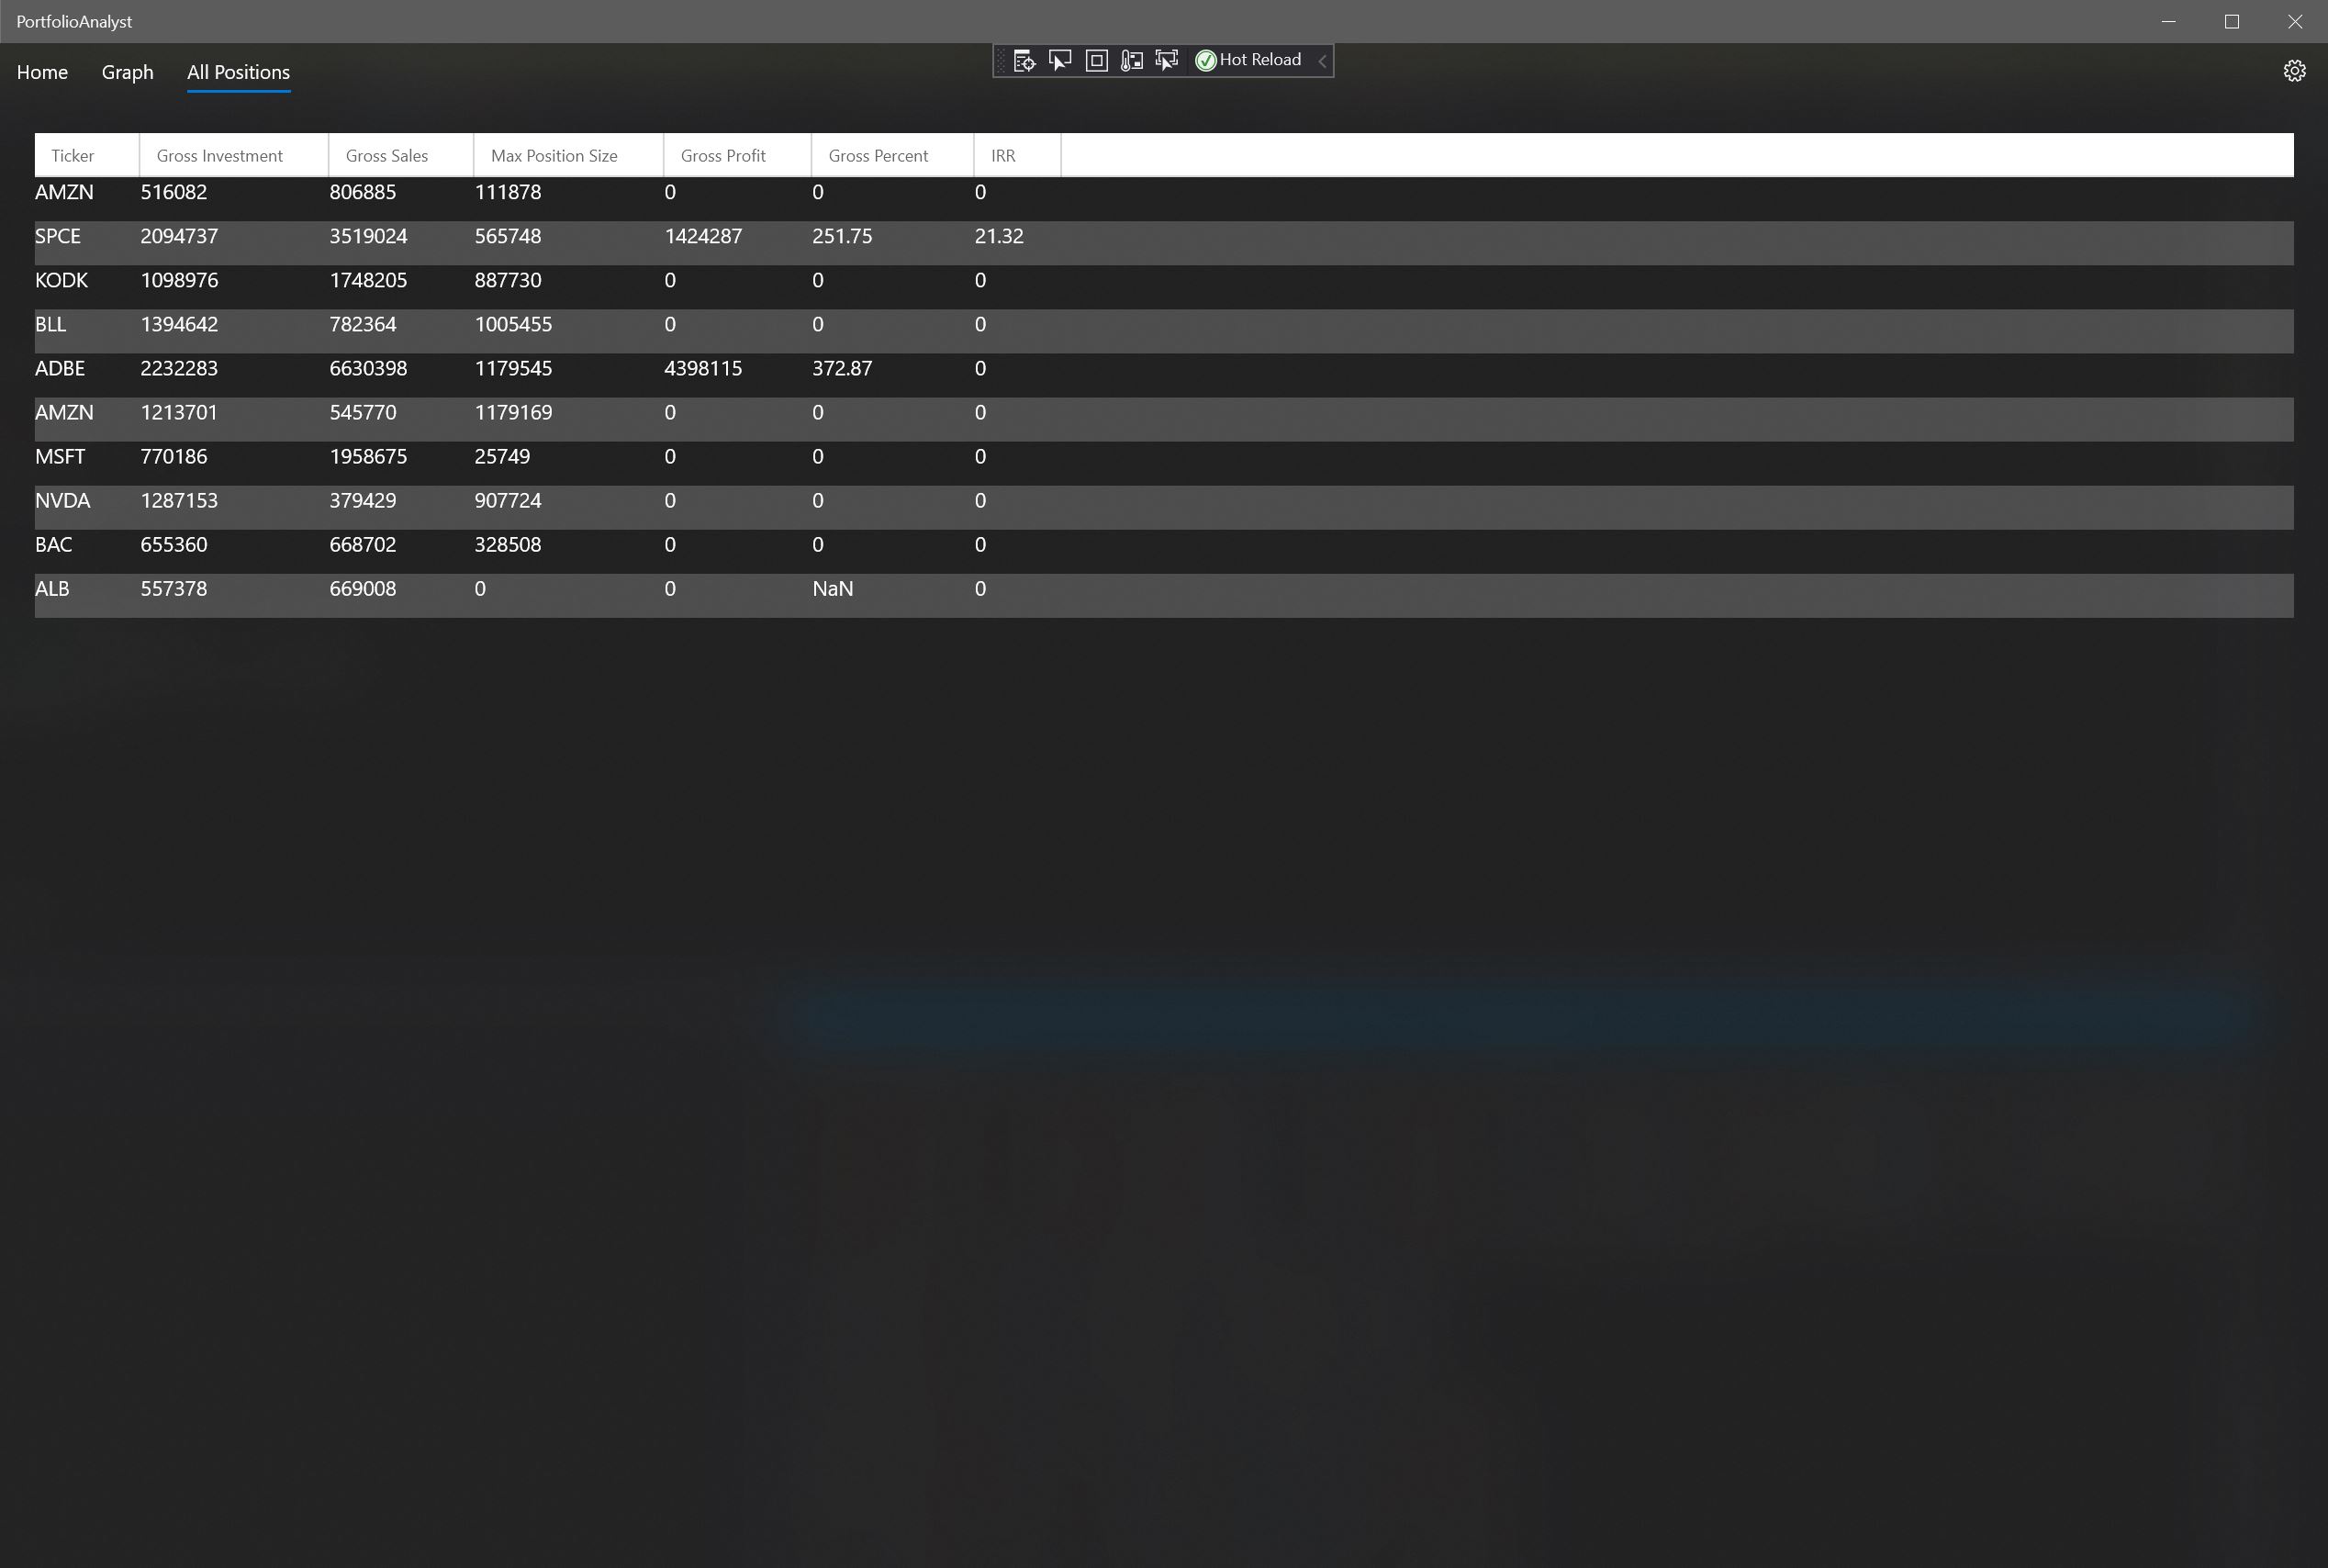 PortfolioAnalyst
Home Graph All Positions Hot Reload
Ticker Gross Investment Gross Sales Max Position Size Gross Profit Gross Percent IRR
AMZN 516082 806885 111878 0 0 0
SPCE 2094737 3519024 565748 1424287 251.75 21.32
KODK 1098976 1748205 887730 0 0 0
BLL 1394642 782364 1005455 0 0 0
ADBE 2232283 6630398 1179545 4398115 372.87 0
AMZN 1213701 545770 1179169 0 0 0
MSFT 770186 1958675 25749 0 0 0
NVDA 1287153 379429 907724 0 0 0
BAC 655360 668702 328508 0 0 0
ALB 557378 669008 0 0 NaN 0